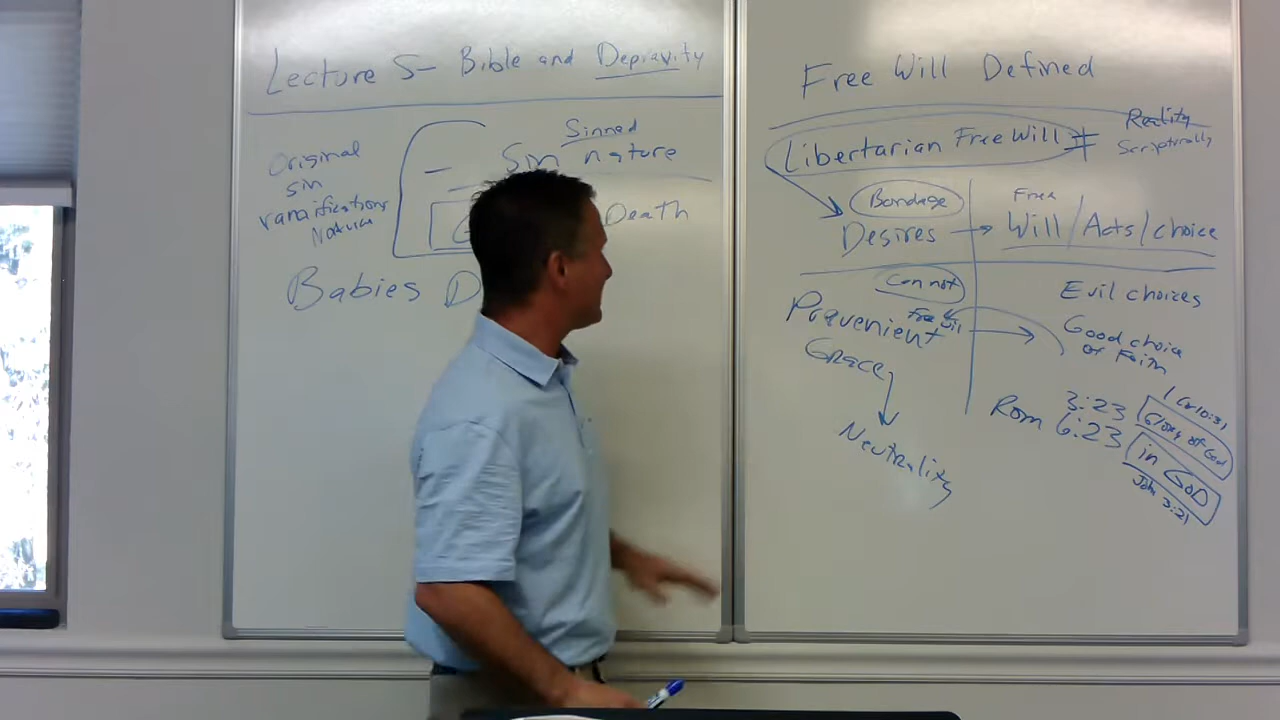 Lecture 5- Bible and Depravity
Sinned
Original
sin
ramifications
Nature
- Sin nature
Death
Babies D
Free Will Defined
Libertarian Free Will ≠
Reality
Scripturally
Bondage
Desires →
Free
Will / Acts / choice
Can not
Pravenient
Free Will
Grace
Neutrality
Evil choices
Good choice
of Faith
Rom 3:23
6:23
1 Cor 10:31
Glory of God
in GOD
John 3:21